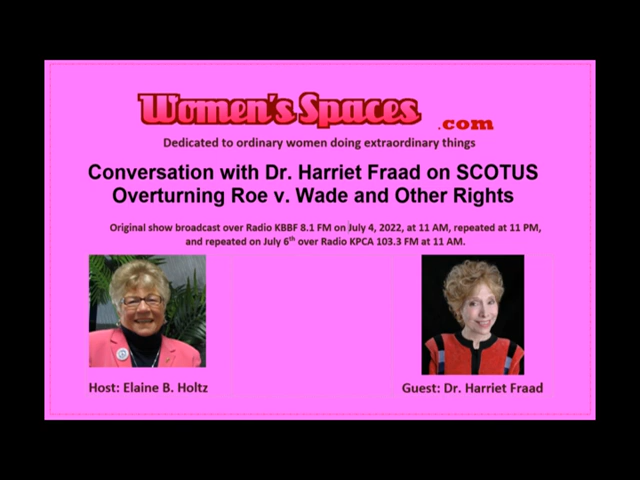 Women's Spaces .com
Dedicated to ordinary women doing extraordinary things
Conversation with Dr. Harriet Fraad on SCOTUS
Overturning Roe v. Wade and Other Rights
Original show broadcast over Radio KBBF 8.1 FM on July 4, 2022, at 11 AM, repeated at 11 PM,
and repeated on July 6th over Radio KPCA 103.3 FM at 11 AM.
Host: Elaine B. Holtz
Guest: Dr. Harriet Fraad